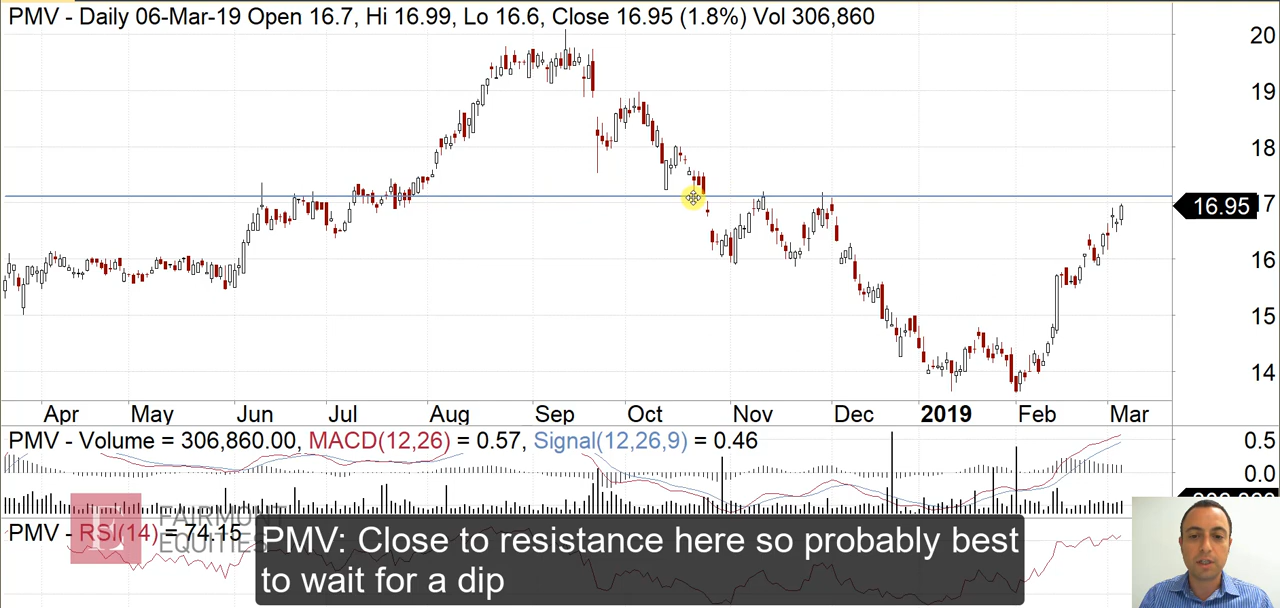 PMV - Daily 06-Mar-19 Open 16.7, Hi 16.99, Lo 16.6, Close 16.95 (1.8%) Vol 306,860
20
19
18
17
16.95
16
15
14
Apr May Jun Jul Aug Sep Oct Nov Dec 2019 Feb Mar
PMV - Volume = 306,860.00, MACD(12,26) = 0.57, Signal(12,26,9) = 0.46
0.5
0.0
PMV - RSI(14) = 74.15
FAIRMONT
EQUITIES
PMV: Close to resistance here so probably best
to wait for a dip